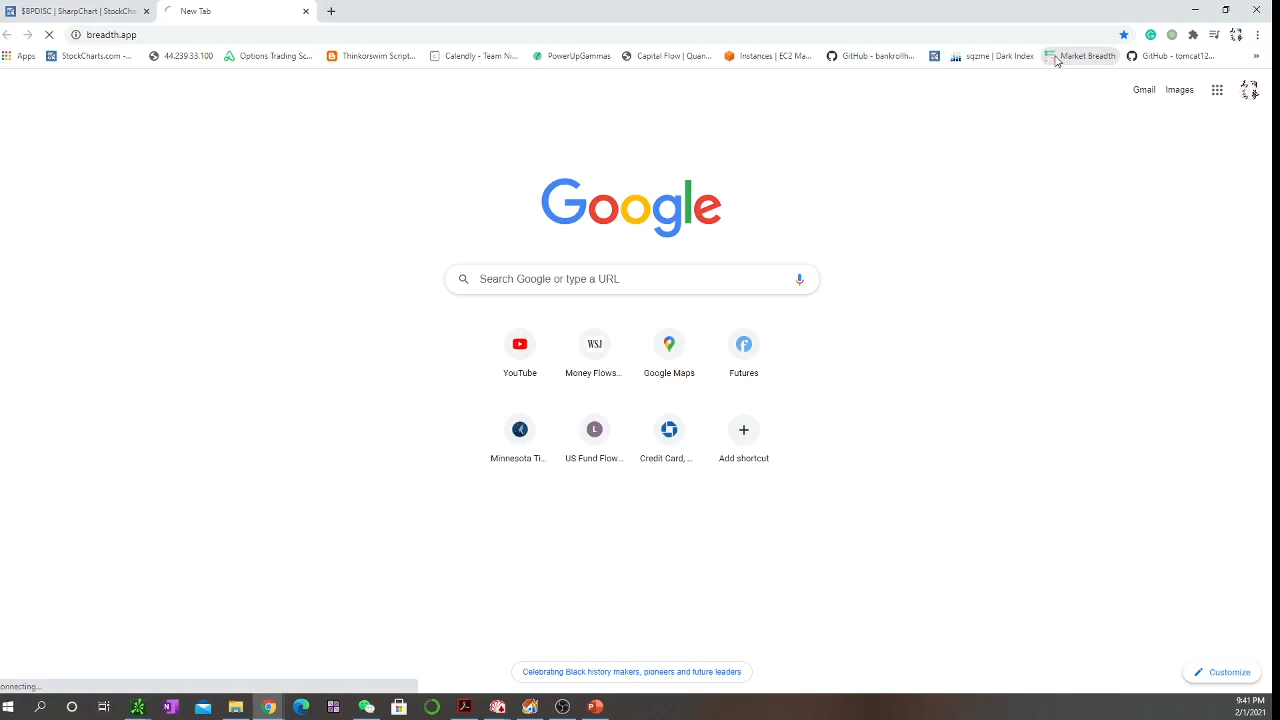 $BPDISC | SharpChart | StockCha
New Tab
breadth.app
Apps
StockCharts.com -...
44.239.33.100
Options Trading Sc...
Thinkorswim Script...
Calendly - Team Ni...
PowerUpGammas
Capital Flow | Quan...
Instances | EC2 Ma...
GitHub - bankrollh...
sqzme | Dark Index
Market Breadth
GitHub - tomcat12...
Gmail
Images
Google
Search Google or type a URL
YouTube
WSJ
Money Flows...
Google Maps
Futures
Minnesota Ti...
L
US Fund Flow...
Credit Card, ...
Add shortcut
Celebrating Black history makers, pioneers and future leaders
Customize
onnecting...
9:41 PM
2/1/2021